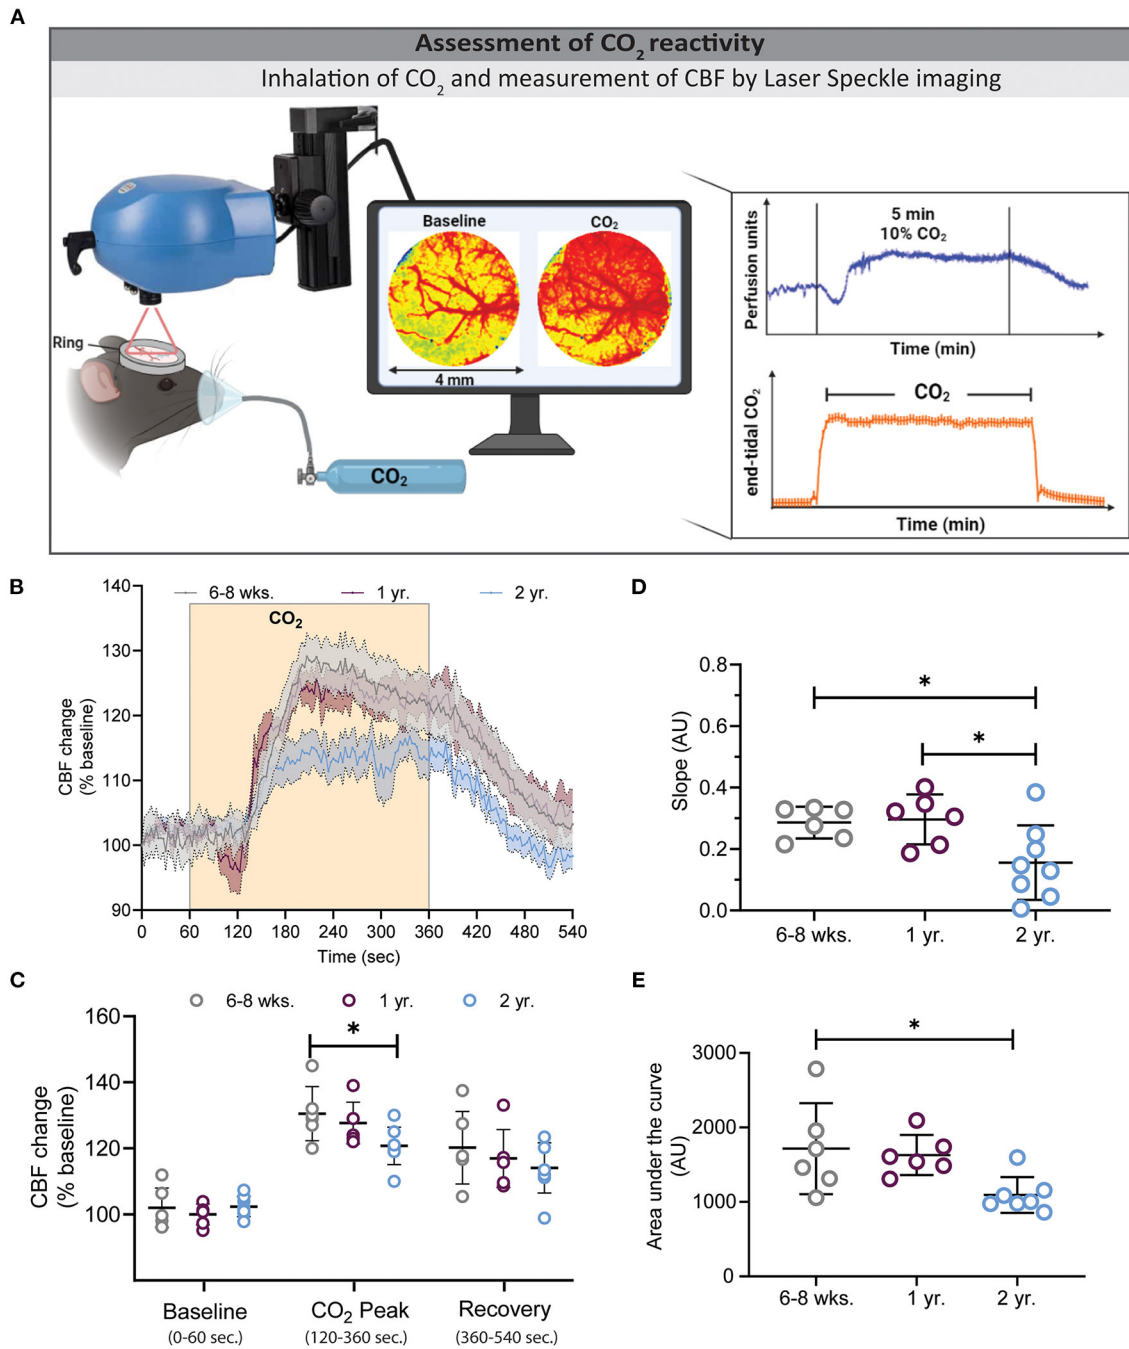 A
Assessment of CO2 reactivity
Inhalation of CO2 and measurement of CBF by Laser Speckle imaging
Ring
CO2
Baseline
CO2
4 mm
Perfusion units
5 min
10% CO2
Time (min)
end-tidal CO2
CO2
Time (min)
B
6-8 wks.
1 yr.
2 yr.
CO2
CBF change
(% baseline)
140
130
120
110
100
90
0
60
120
180
240
300
360
420
480
540
Time (sec)
C
6-8 wks.
1 yr.
2 yr.
CBF change
(% baseline)
160
140
120
100
*
Baseline
(0-60 sec.)
CO2 Peak
(120-360 sec.)
Recovery
(360-540 sec.)
D
Slope (AU)
0.8
0.6
0.4
0.2
0.0
*
*
6-8 wks.
1 yr.
2 yr.
E
Area under the curve
(AU)
3000
2000
1000
0
*
6-8 wks.
1 yr.
2 yr.